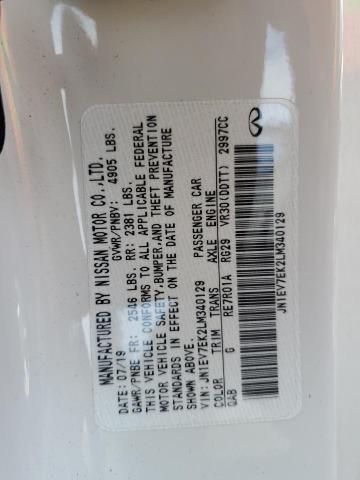 MANUFACTURED BY NISSAN MOTOR CO.,LTD.
DATE: 07/19 GVWR/PNBV: 4905 LBS.
GAWR/PNBE FR: 2546 LBS. RR: 2381 LBS.
THIS VEHICLE CONFORMS TO ALL APPLICABLE FEDERAL
MOTOR VEHICLE SAFETY,BUMPER,AND THEFT PREVENTION
STANDARDS IN EFFECT ON THE DATE OF MANUFACTURE
SHOWN ABOVE.
VIN: JN1EV7EK2LM340129 PASSENGER CAR
COLOR TRIM TRANS AXLE ENGINE
QAB G RE7R01A RG29 VR30(DDTT) 2997CC
JN1EV7EK2LM340129